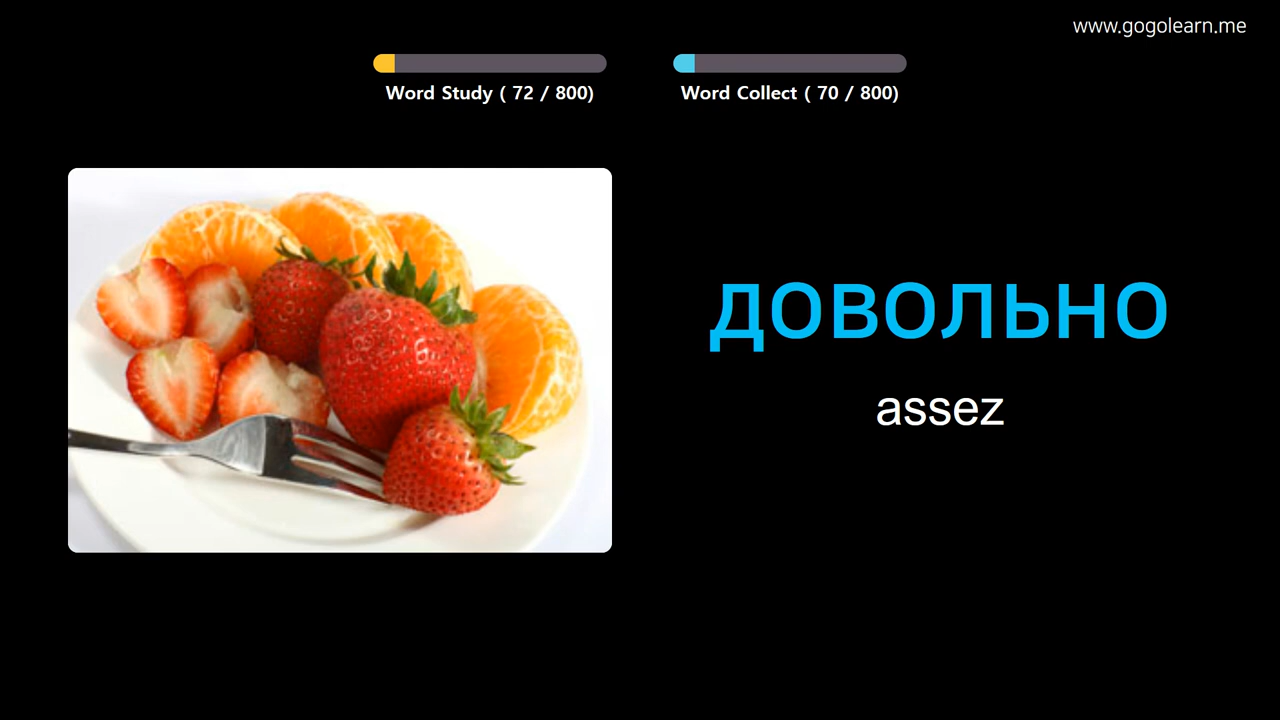 www.gogolearn.me
Word Study ( 72 / 800)
Word Collect ( 70 / 800)
довольно
assez